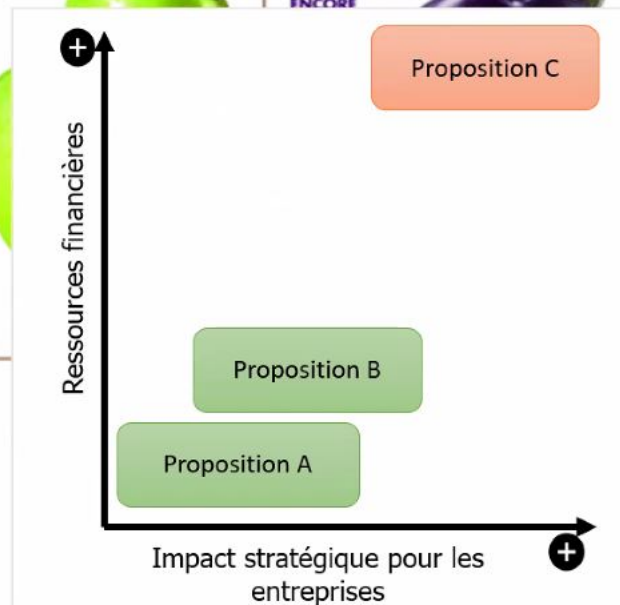 ENCORE
+
Proposition C
Ressources financières
Proposition B
Proposition A
Impact stratégique pour les
entreprises
+